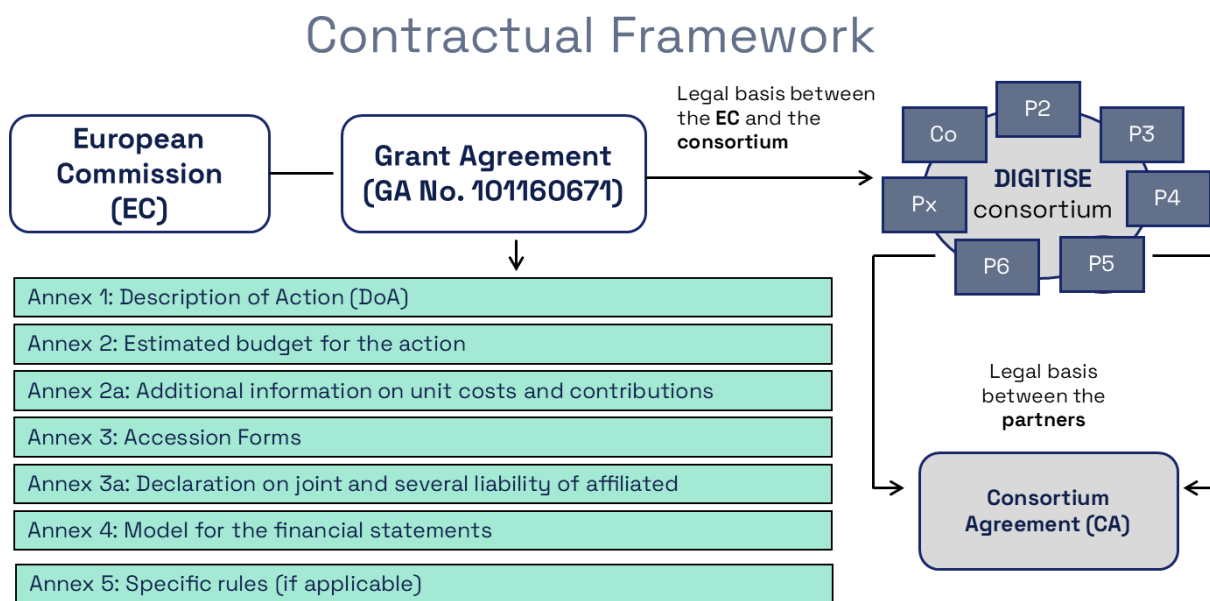 Contractual Framework
European
Commission
(EC)
Grant Agreement
(GA No. 101160671)
Legal basis between
the EC and the
consortium
Co
P2
P3
Px
DIGITISE
consortium
P4
P6
P5
Annex 1: Description of Action (DoA)
Annex 2: Estimated budget for the action
Annex 2a: Additional information on unit costs and contributions
Annex 3: Accession Forms
Annex 3a: Declaration on joint and several liability of affiliated
Annex 4: Model for the financial statements
Annex 5: Specific rules (if applicable)
Legal basis
between the
partners
Consortium
Agreement (CA)